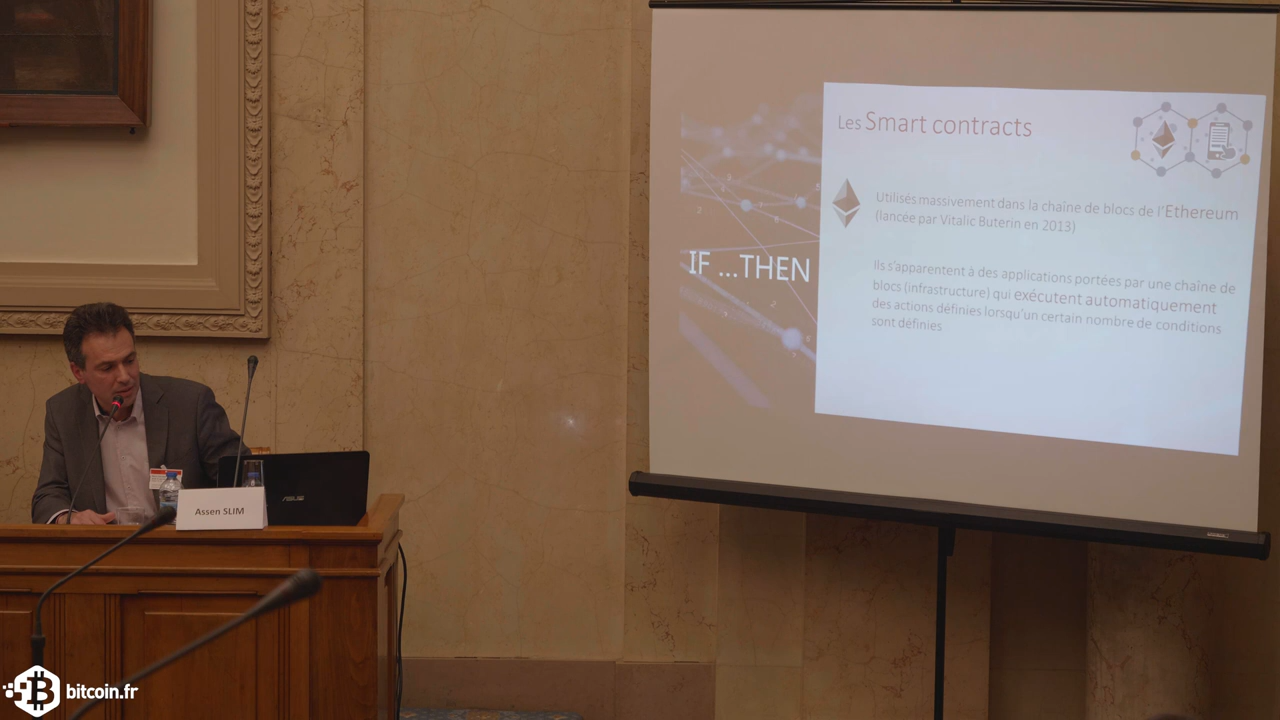 Les Smart contracts
Utilisés massivement dans la chaîne de blocs de l'Ethereum
(lancée par Vitalic Buterin en 2013)
IF ...THEN
Ils s'apparentent à des applications portées par une chaîne de
blocs (infrastructure) qui exécutent automatiquement
des actions définies lorsqu'un certain nombre de conditions
sont définies
ASUS
Assen SLIM
bitcoin.fr